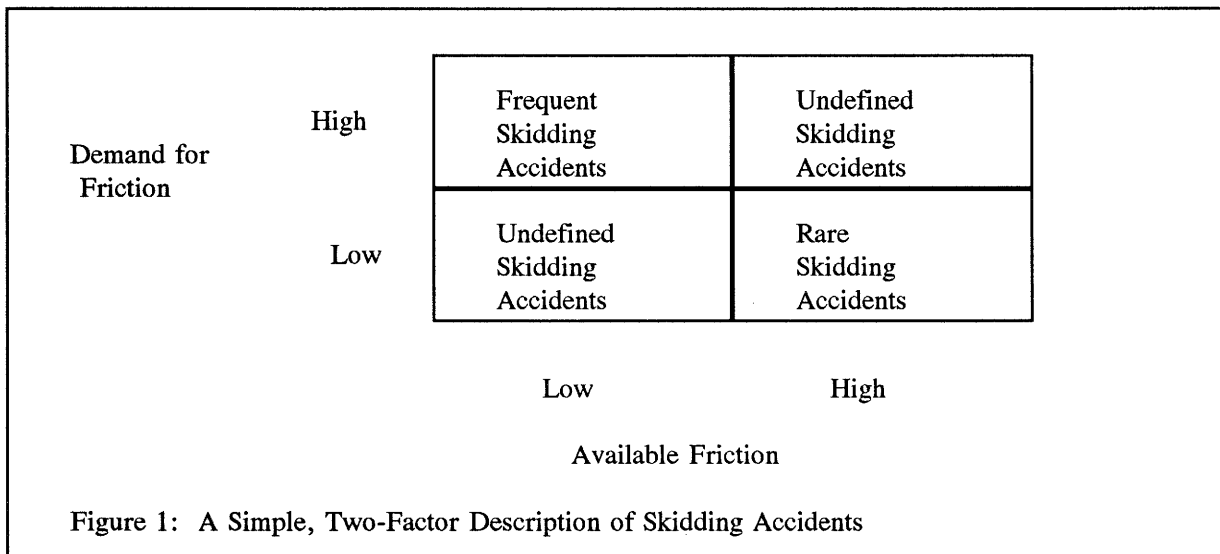 Demand for
Friction
High
Frequent
Skidding
Accidents
Undefined
Skidding
Accidents
Low
Undefined
Skidding
Accidents
Rare
Skidding
Accidents
Low High
Available Friction
Figure 1: A Simple, Two-Factor Description of Skidding Accidents